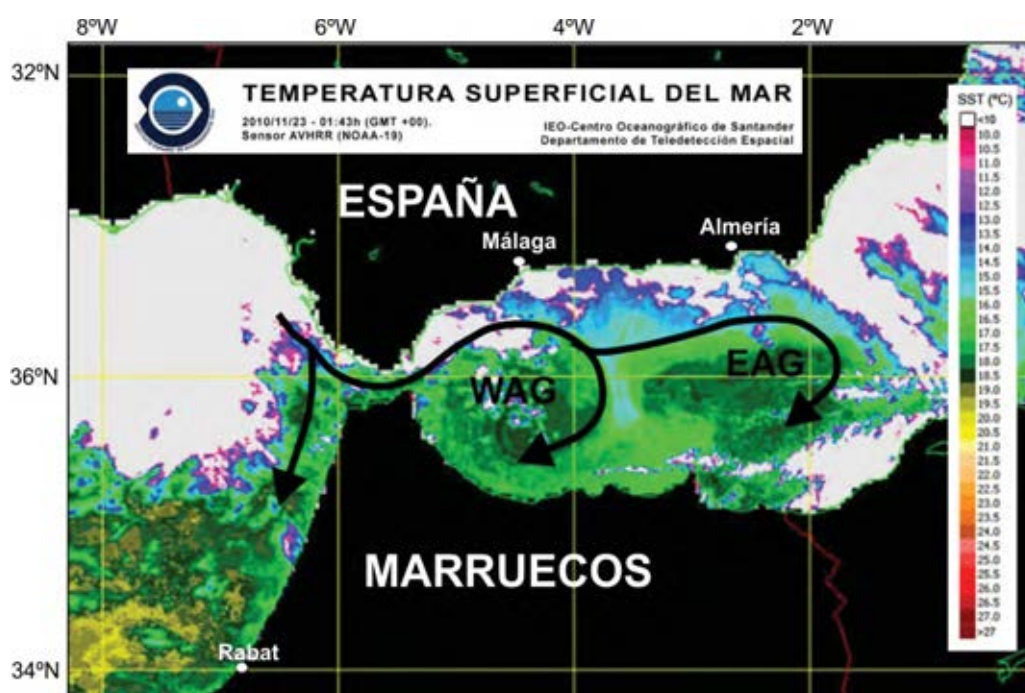 8ºW 6ºW 4ºW 2ºW
32ºN
TEMPERATURA SUPERFICIAL DEL MAR
2010/11/23 - 01:43h (GMT +00).
Sensor AVHRR (NOAA-19)
IEO-Centro Oceanográfico de Santander
Departamento de Teledetección Espacial
SST (ºC)
<10
10.0
10.5
11.0
11.5
12.0
12.5
13.0
13.5
14.0
14.5
15.0
15.5
16.0
16.5
17.0
17.5
18.0
18.5
19.0
19.5
20.0
20.5
21.0
21.5
22.0
22.5
23.0
23.5
24.0
24.5
25.0
25.5
26.0
26.5
27.0
>27
ESPAÑA
Málaga
Almería
36ºN
WAG
EAG
MARRUECOS
Rabat
34ºN